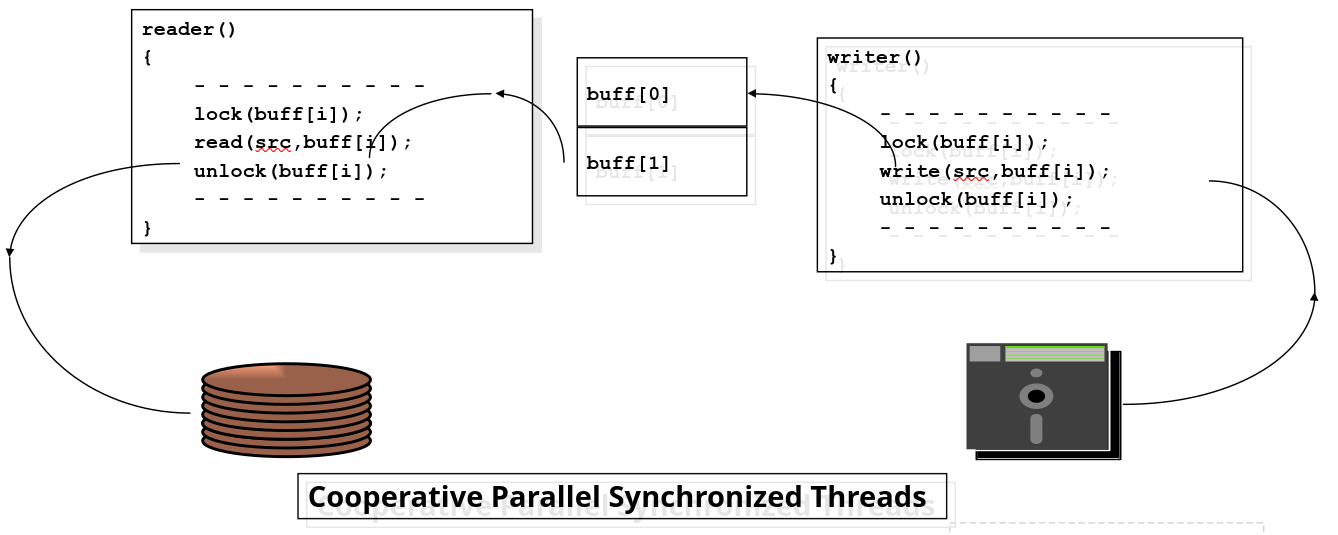 reader()
{
- - - - - - - - - -
lock(buff[i]);
read(src,buff[i]);
unlock(buff[i]);
- - - - - - - - - -
}
buff[0]
buff[1]
writer()
{
- - - - - - - - - -
lock(buff[i]);
write(src,buff[i]);
unlock(buff[i]);
- - - - - - - - - -
}
Cooperative Parallel Synchronized Threads